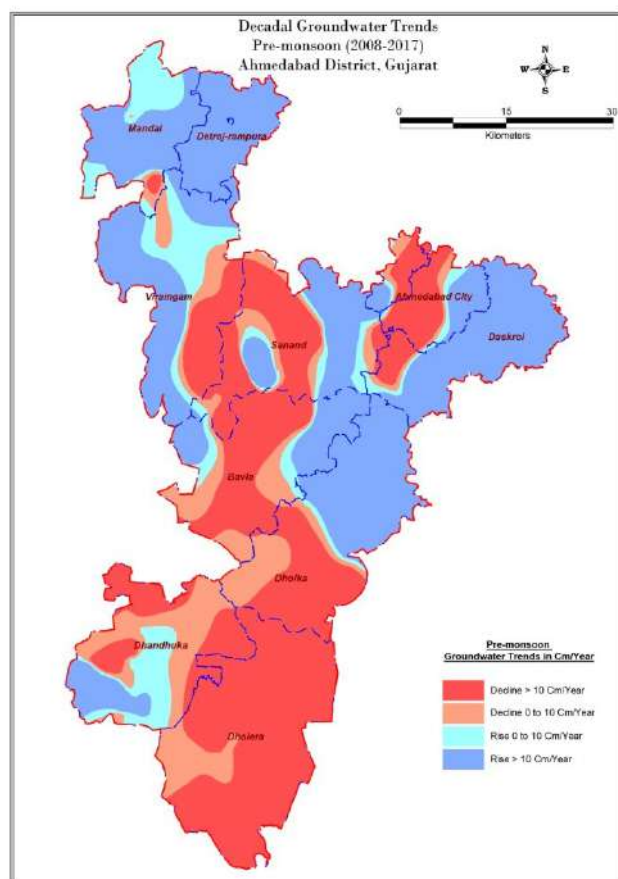 Decadal Groundwater Trends
Pre-monsoon (2008-2017)
Ahmedabad District, Gujarat
N
W E
S
0 15 30
Kilometers
Mandal
Detroj-rampura
Viramgam
Sanand
Ahmedabad City
Daskroi
Bavla
Dholka
Dhandhuka
Dholera
Pre-monsoon
Groundwater Trends in Cm/Year
Decline > 10 Cm/Year
Decline 0 to 10 Cm/Year
Rise 0 to 10 Cm/Year
Rise > 10 Cm/Year